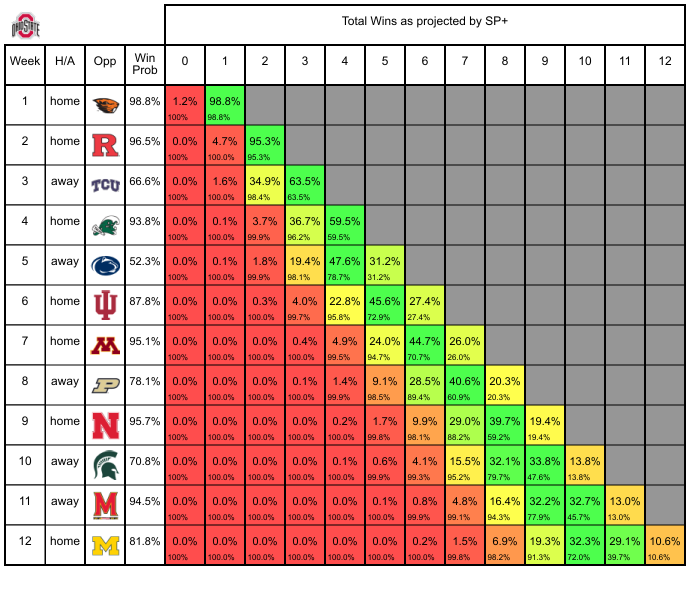 OHIO STATE
Total Wins as projected by SP+
Week H/A Opp Win Prob 0 1 2 3 4 5 6 7 8 9 10 11 12
1 home 98.8% 1.2% 98.8%
100% 98.8%
2 home R 96.5% 0.0% 4.7% 95.3%
100% 100.0% 95.3%
3 away TCU 66.6% 0.0% 1.6% 34.9% 63.5%
100% 100.0% 98.4% 63.5%
4 home 93.8% 0.0% 0.1% 3.7% 36.7% 59.5%
100% 100.0% 99.9% 96.2% 59.5%
5 away 52.3% 0.0% 0.1% 1.8% 19.4% 47.6% 31.2%
100% 100.0% 99.9% 98.1% 78.7% 31.2%
6 home 87.8% 0.0% 0.0% 0.3% 4.0% 22.8% 45.6% 27.4%
100% 100.0% 100.0% 99.7% 95.8% 72.9% 27.4%
7 home M 95.1% 0.0% 0.0% 0.0% 0.4% 4.9% 24.0% 44.7% 26.0%
100% 100.0% 100.0% 100.0% 99.5% 94.7% 70.7% 26.0%
8 away P 78.1% 0.0% 0.0% 0.0% 0.1% 1.4% 9.1% 28.5% 40.6% 20.3%
100% 100.0% 100.0% 100.0% 99.9% 98.5% 89.4% 60.9% 20.3%
9 home N 95.7% 0.0% 0.0% 0.0% 0.0% 0.2% 1.7% 9.9% 29.0% 39.7% 19.4%
100% 100.0% 100.0% 100.0% 100.0% 99.8% 98.1% 88.2% 59.2% 19.4%
10 away 70.8% 0.0% 0.0% 0.0% 0.0% 0.1% 0.6% 4.1% 15.5% 32.1% 33.8% 13.8%
100% 100.0% 100.0% 100.0% 100.0% 99.9% 99.3% 95.2% 79.7% 47.6% 13.8%
11 away M 94.5% 0.0% 0.0% 0.0% 0.0% 0.0% 0.1% 0.8% 4.8% 16.4% 32.2% 32.7% 13.0%
100% 100.0% 100.0% 100.0% 100.0% 100.0% 99.9% 99.1% 94.3% 77.9% 45.7% 13.0%
12 home M 81.8% 0.0% 0.0% 0.0% 0.0% 0.0% 0.0% 0.2% 1.5% 6.9% 19.3% 32.3% 29.1% 10.6%
100% 100.0% 100.0% 100.0% 100.0% 100.0% 100.0% 99.8% 98.2% 91.3% 72.0% 39.7% 10.6%